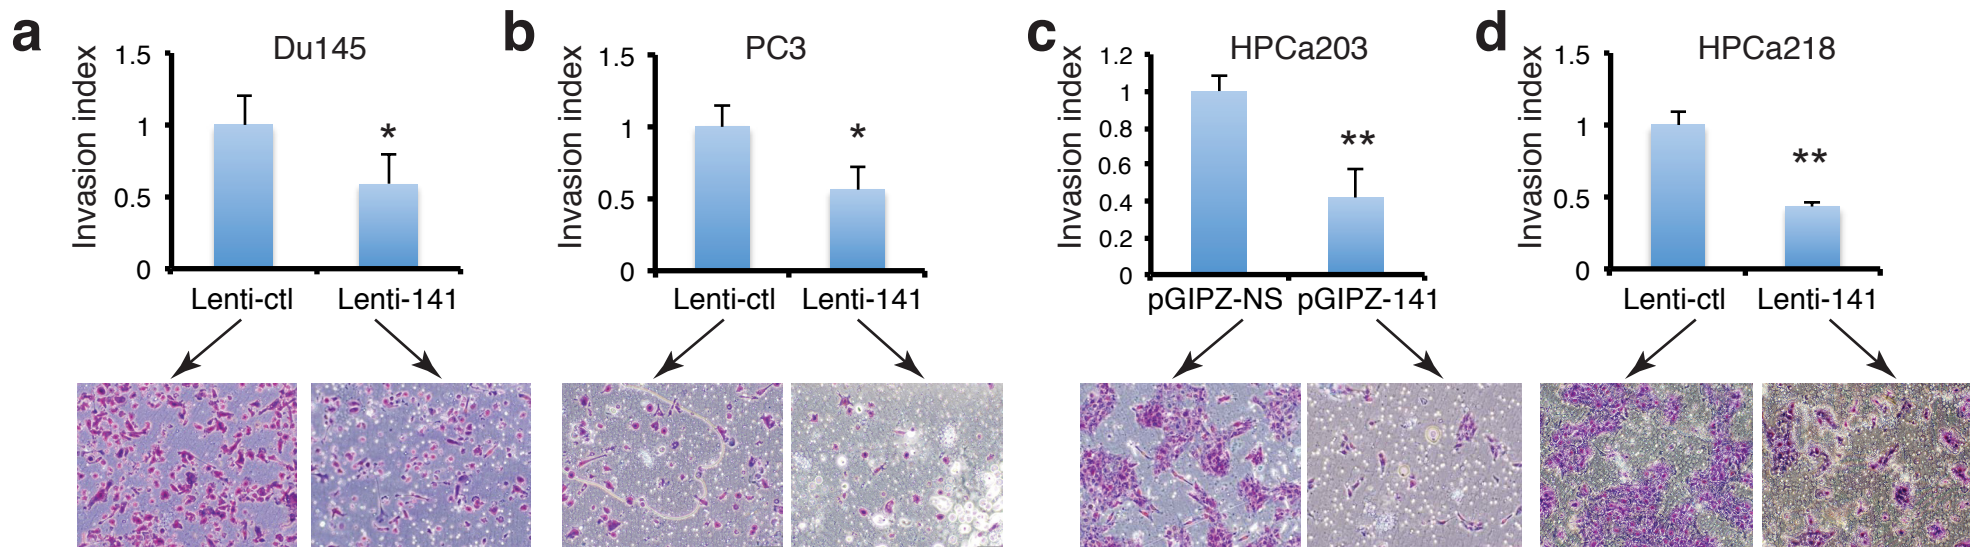 a
Du145
Invasion index
1.5
1
0.5
0
*
Lenti-ctl Lenti-141
b
PC3
Invasion index
1.5
1
0.5
0
*
Lenti-ctl Lenti-141
c
HPCa203
Invasion index
1.2
1
0.8
0.6
0.4
0.2
0
**
pGIPZ-NS pGIPZ-141
d
HPCa218
Invasion index
1.5
1
0.5
0
**
Lenti-ctl Lenti-141